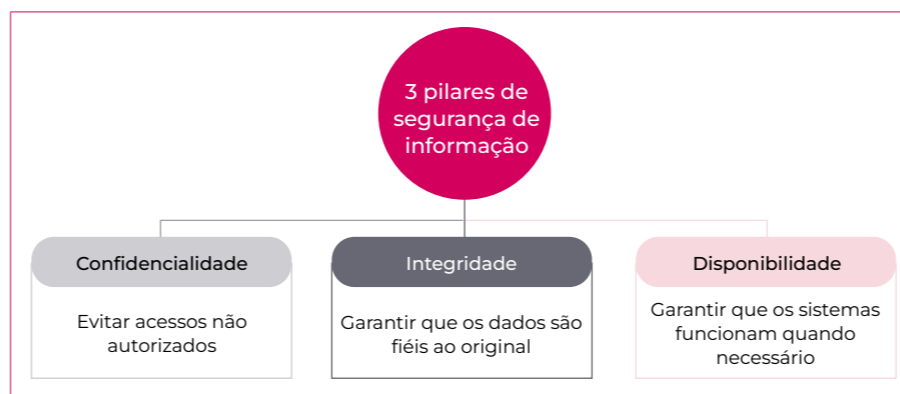 3 pilares de
segurança de
informação
Confidencialidade
Evitar acessos não
autorizados
Integridade
Garantir que os dados são
fiéis ao original
Disponibilidade
Garantir que os sistemas
funcionam quando
necessário